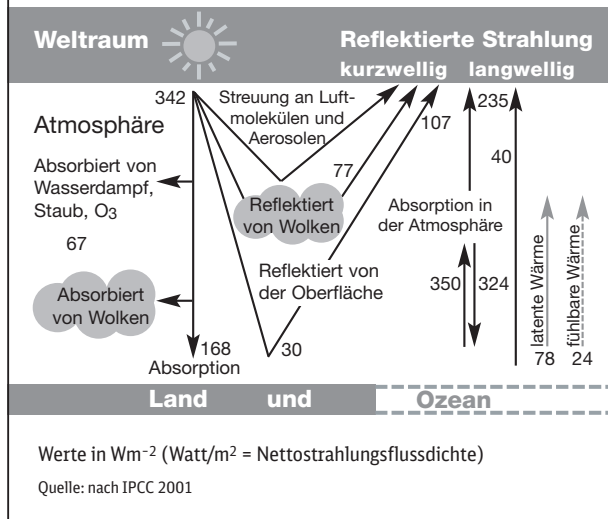 Weltraum
Reflektierte Strahlung
kurzwellig langwellig
342
Streuung an Luft-
molekülen und
Aerosolen
107
235
Atmosphäre
40
Absorbiert von
Wasserdampf,
Staub, O3
77
67
Reflektiert
von Wolken
Absorption in
der Atmosphäre
Absorbiert
von Wolken
Reflektiert von
der Oberfläche
350
324
latente Wärme
fühlbare Wärme
168
Absorption
30
78
24
Land und Ozean
Werte in Wm-2 (Watt/m2 = Nettostrahlungsflussdichte)
Quelle: nach IPCC 2001